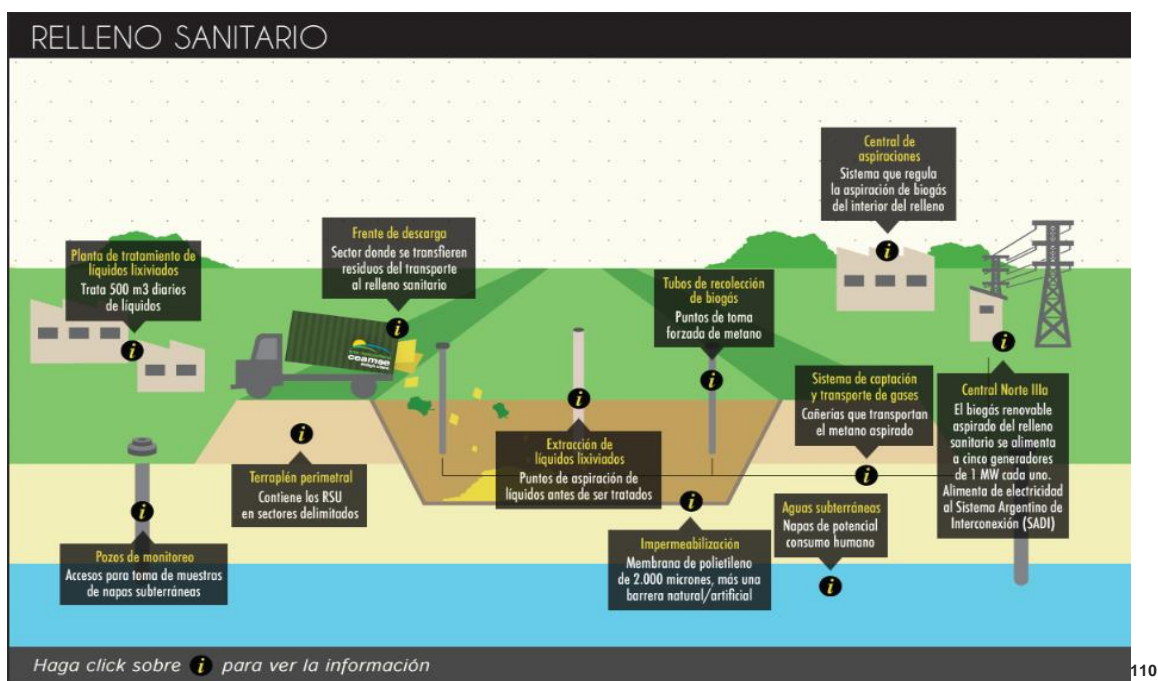 RELLENO SANITARIO
Central de
aspiraciones
Sistema que regula
la aspiración de biogás
del interior del relleno
Frente de descarga
Sector donde se transfieren
residuos del transporte
al relleno sanitario
Planta de tratamiento de
líquidos lixiviados
Trata 500 m3 diarios
de líquidos
Tubos de recolección
de biogás
Puntos de toma
forzada de metano
ceamse
Sistema de captación
y transporte de gases
Cañerías que transportan
el metano aspirado
Central Norte IIIa
El biogás renovable
aspirado del relleno
sanitario se alimenta
a cinco generadores
de 1 MW cada uno.
Alimenta de electricidad
al Sistema Argentino de
Interconexión (SADI)
Extracción de
líquidos lixiviados
Puntos de aspiración de
líquidos antes de ser tratados
Terraplén perimetral
Contiene los RSU
en sectores delimitados
Aguas subterráneas
Napas de potencial
consumo humano
Impermeabilización
Membrana de polietileno
de 2.000 micrones, más una
barrera natural/artificial
Pozos de monitoreo
Accesos para toma de muestras
de napas subterráneas
Haga click sobre i para ver la información
110